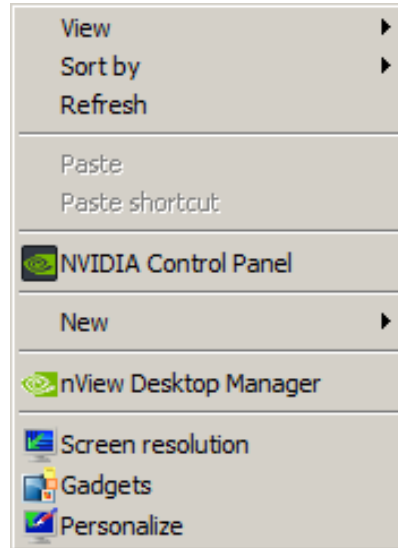 View
Sort by
Refresh
Paste
Paste shortcut
NVIDIA Control Panel
New
nView Desktop Manager
Screen resolution
Gadgets
Personalize